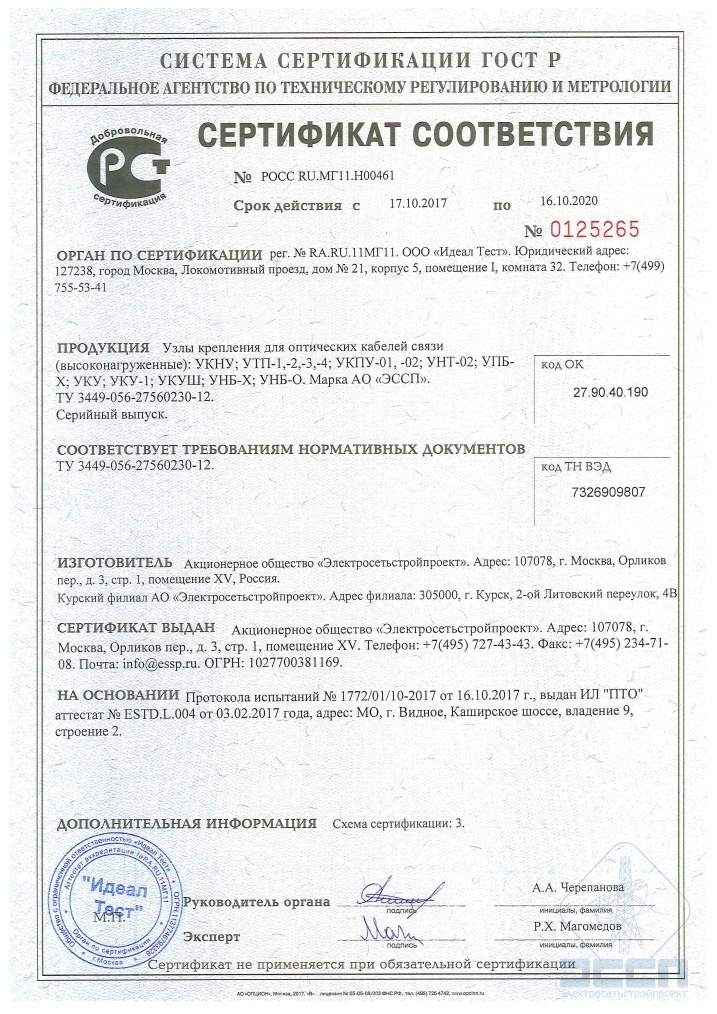 СИСТЕМА СЕРТИФИКАЦИИ ГОСТ Р
ФЕДЕРАЛЬНОЕ АГЕНТСТВО ПО ТЕХНИЧЕСКОМУ РЕГУЛИРОВАНИЮ И МЕТРОЛОГИИ
Добровольная
сертификация
СЕРТИФИКАТ СООТВЕТСТВИЯ
№ РОСС RU.МГ11.Н00461
Срок действия с 17.10.2017 по 16.10.2020
№ 0125265
ОРГАН ПО СЕРТИФИКАЦИИ рег. № RA.RU.11МГ11. ООО «Идеал Тест». Юридический адрес:
127238, город Москва, Локомотивный проезд, дом № 21, корпус 5, помещение I, комната 32. Телефон: +7(499)
755-53-41
ПРОДУКЦИЯ Узлы крепления для оптических кабелей связи
(высоконагруженные): УКНУ; УТП-1,-2,-3,-4; УКПУ-01, -02; УНТ-02; УПБ-
Х; УКУ; УКУ-1; УКУШ; УНБ-Х; УНБ-О. Марка АО «ЭССП».
ТУ 3449-056-27560230-12.
Серийный выпуск.
код ОК
27.90.40.190
СООТВЕТСТВУЕТ ТРЕБОВАНИЯМ НОРМАТИВНЫХ ДОКУМЕНТОВ
ТУ 3449-056-27560230-12.
код ТН ВЭД
7326909807
ИЗГОТОВИТЕЛЬ Акционерное общество «Электросетьстройпроект». Адрес: 107078, г. Москва, Орликов
пер., д. 3, стр. 1, помещение XV, Россия.
Курский филиал АО «Электросетьстройпроект». Адрес филиала: 305000, г. Курск, 2-ой Литовский переулок, 4В
СЕРТИФИКАТ ВЫДАН Акционерное общество «Электросетьстройпроект». Адрес: 107078, г.
Москва, Орликов пер., д. 3, стр. 1, помещение XV. Телефон: +7(495) 727-43-43. Факс: +7(495) 234-71-
08. Почта: info@essp.ru. ОГРН: 1027700381169.
НА ОСНОВАНИИ Протокола испытаний № 1772/01/10-2017 от 16.10.2017 г., выдан ИЛ "ПТО"
аттестат № ESTD.L.004 от 03.02.2017 года, адрес: МО, г. Видное, Каширское шоссе, владение 9,
строение 2.
ДОПОЛНИТЕЛЬНАЯ ИНФОРМАЦИЯ Схема сертификации: 3.
Общество с ограниченной ответственностью «Идеал Тест»
Аттестат аккредитации №RA.RU.11МГ11
"Идеал
Тест"
М.П.
Орган по сертификации
г.Москва
Руководитель органа
подпись
А.А. Черепанова
инициалы, фамилия
Эксперт
подпись
Р.Х. Магомедов
инициалы, фамилия
Сертификат не применяется при обязательной сертификации
ЭССП
электросетьстройпроект